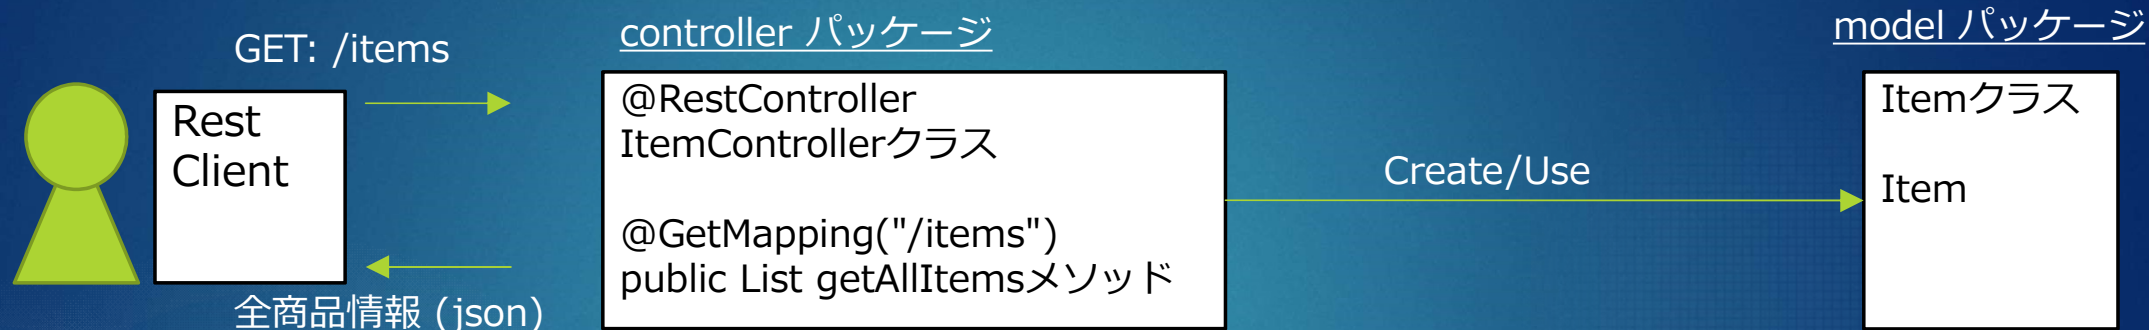 GET: /items
controller パッケージ
model パッケージ
Rest
Client
@RestController
ItemControllerクラス
@GetMapping("/items")
public List getAllItemsメソッド
Create/Use
Itemクラス
Item
全商品情報 (json)